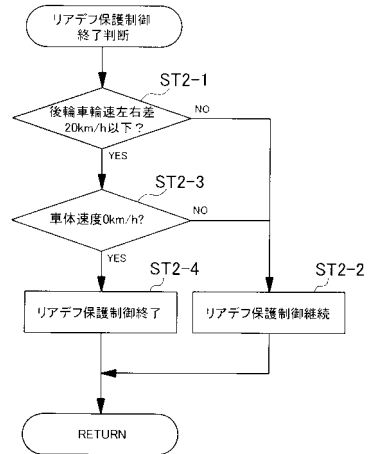 リアデフ保護制御
終了判断
ST2-1
後輪車輪速左右差
20km/h以下?
NO
YES
ST2-3
車体速度0km/h?
NO
YES
ST2-4
リアデフ保護制御終了
ST2-2
リアデフ保護制御継続
RETURN